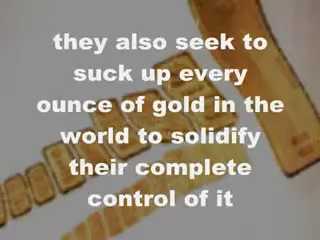 they also seek to
suck up every
ounce of gold in the
world to solidify
their complete
control of it